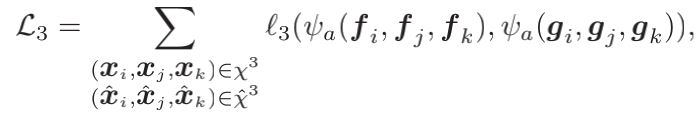 ℒ₃ = ∑ ℓ₃(ψₐ(𝒇ᵢ, 𝒇ⱼ, 𝒇ₖ), ψₐ(𝒈ᵢ, 𝒈ⱼ, 𝒈ₖ)),
(𝒙ᵢ,𝒙ⱼ,𝒙ₖ)∈χ³
(𝒙̂ᵢ,𝒙̂ⱼ,𝒙̂ₖ)∈χ̂³